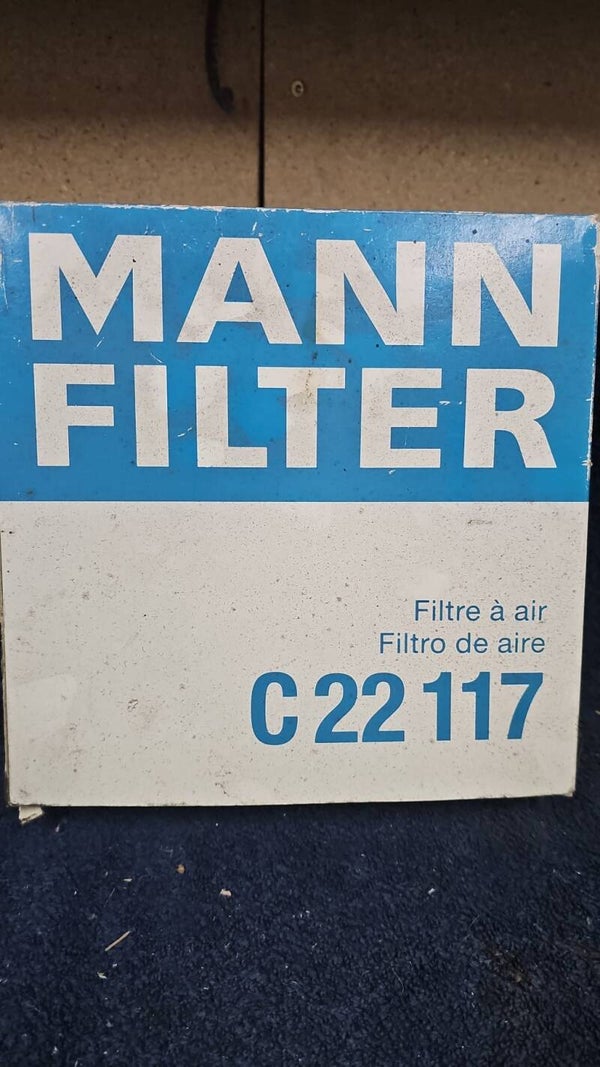 MANN
FILTER
Filtre à air
Filtro de aire
C 22 117